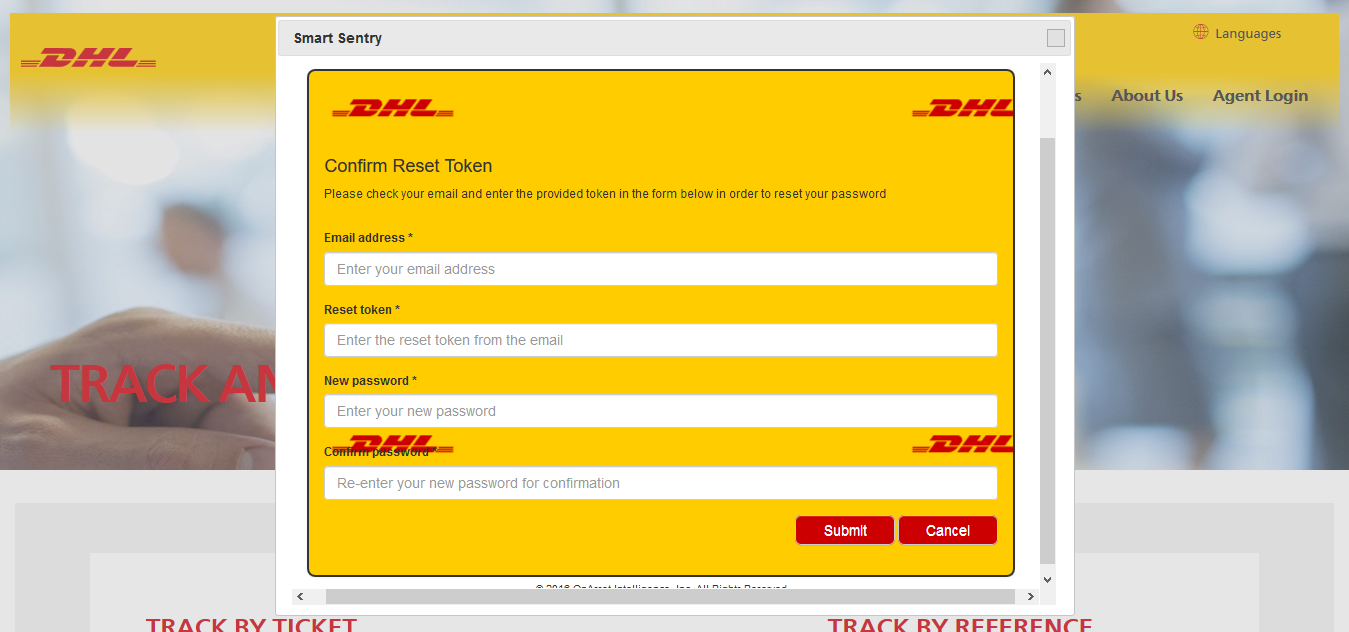 Smart Sentry
DHL
Languages
About Us
Agent Login
DHL
DHL
Confirm Reset Token
Please check your email and enter the provided token in the form below in order to reset your password
Email address *
Enter your email address
Reset token *
Enter the reset token from the email
New password *
Enter your new password
DHL
DHL
Confirm password *
Re-enter your new password for confirmation
Submit
Cancel
TRACK AN
© 2016 OnAsset Intelligence, Inc. All Rights Reserved
TRACK BY TICKET
TRACK BY REFERENCE